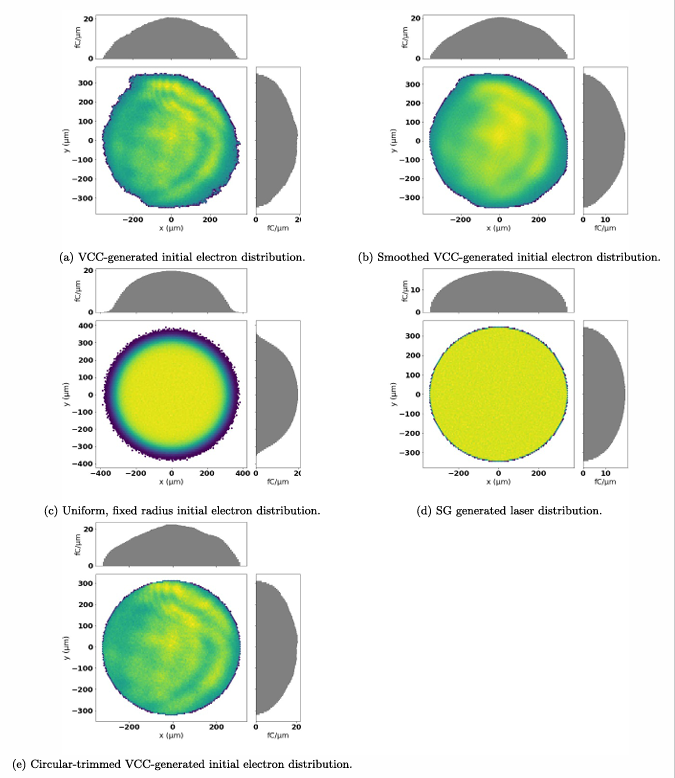 20
0
fC/μm
300
200
100
0
−100
−200
−300
y (μm)
−200 0 200
x (μm)
0 2
fC/μm
(a) VCC-generated initial electron distribution.
20
0
fC/μm
300
200
100
0
−100
−200
−300
y (μm)
−200 0 200
x (μm)
0 10
fC/μm
(b) Smoothed VCC-generated initial electron distribution.
20
0
fC/μm
400
300
200
100
0
−100
−200
−300
−400
y (μm)
−400 −200 0 200 400
x (μm)
0 2
fC/μm
(c) Uniform, fixed radius initial electron distribution.
10
0
fC/μm
300
200
100
0
−100
−200
−300
y (μm)
−200 0 200
x (μm)
0 10
fC/μm
(d) SG generated laser distribution.
20
0
fC/μm
300
200
100
0
−100
−200
−300
y (μm)
−200 0 200
x (μm)
0 20
fC/μm
(e) Circular-trimmed VCC-generated initial electron distribution.